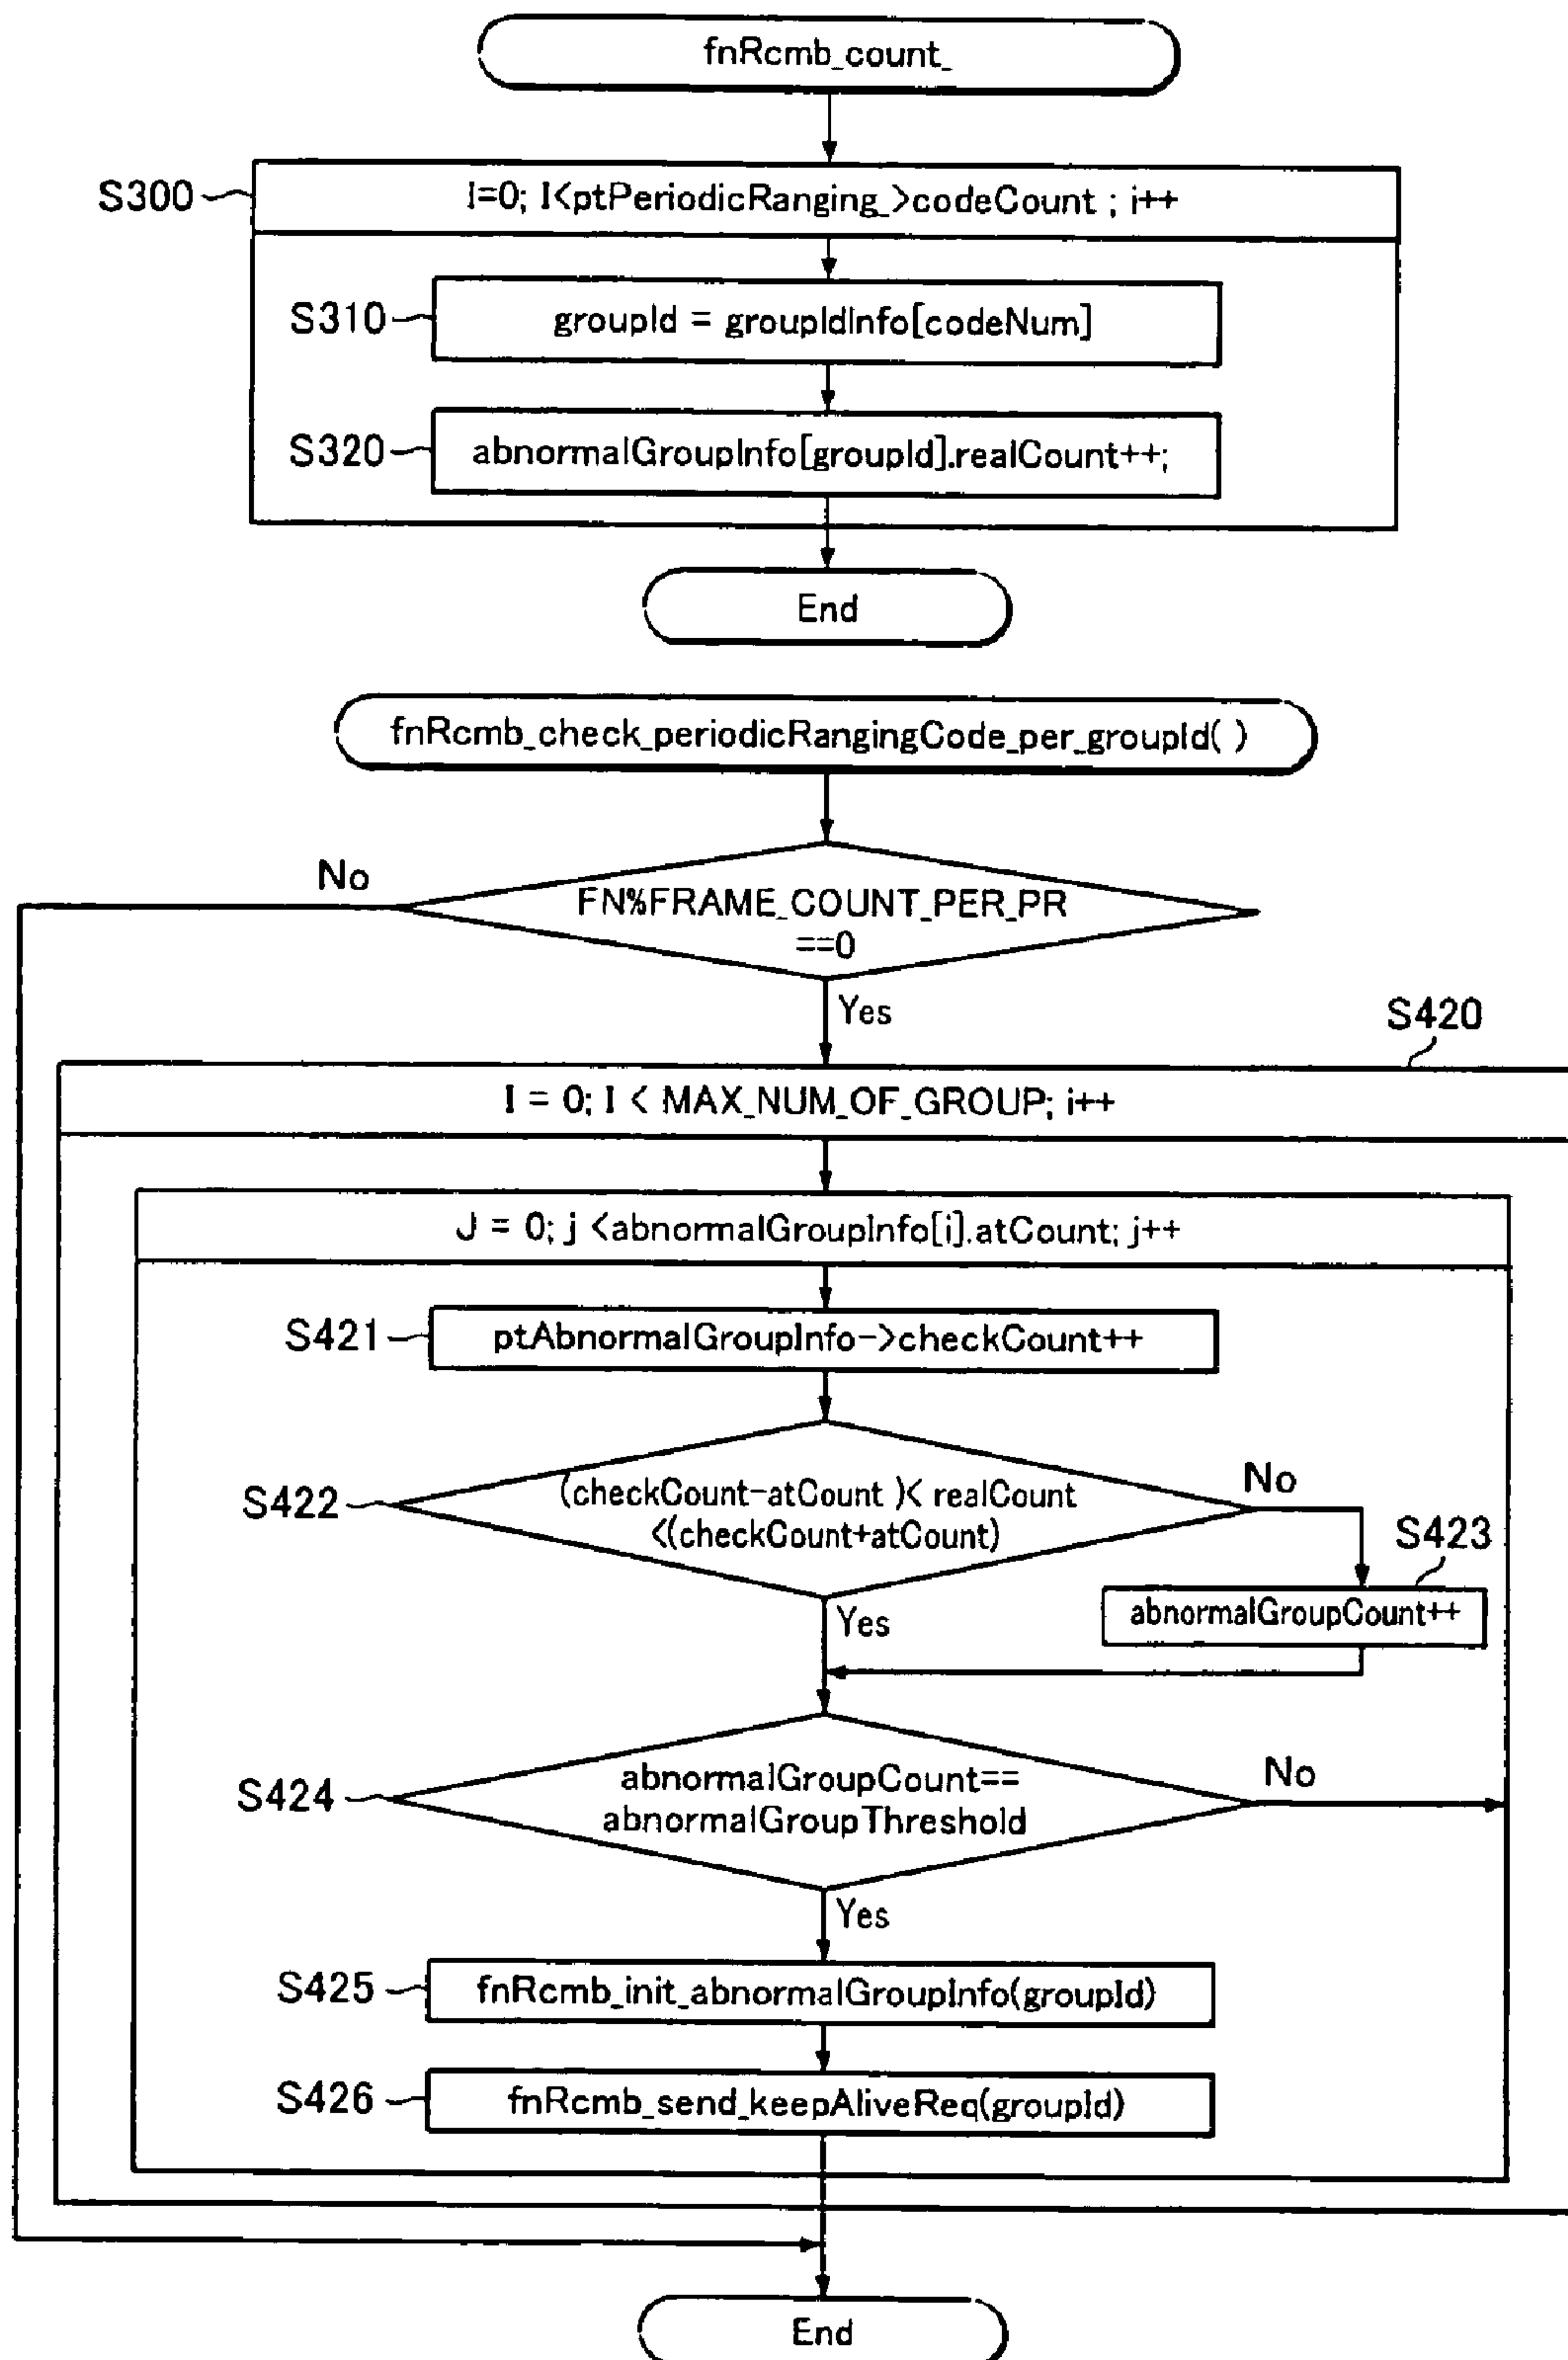 fnRcmb_count_
S300
I=0; I<ptPeriodicRanging_>codeCount ; i++
S310
groupId = groupIdInfo[codeNum]
S320
abnormalGroupInfo[groupId].realCount++;
End
fnRcmb_check_periodicRangingCode_per_groupId( )
No
FN%FRAME_COUNT_PER_PR
==0
Yes
S420
I = 0; I < MAX_NUM_OF_GROUP; i++
J = 0; j <abnormalGroupInfo[i].atCount; j++
S421
ptAbnormalGroupInfo->checkCount++
S422
(checkCount-atCount )< realCount
<(checkCount+atCount)
No
S423
abnormalGroupCount++
Yes
S424
abnormalGroupCount==
abnormalGroupThreshold
No
Yes
S425
fnRcmb_init_abnormalGroupInfo(groupId)
S426
fnRcmb_send_keepAliveReq(groupId)
End